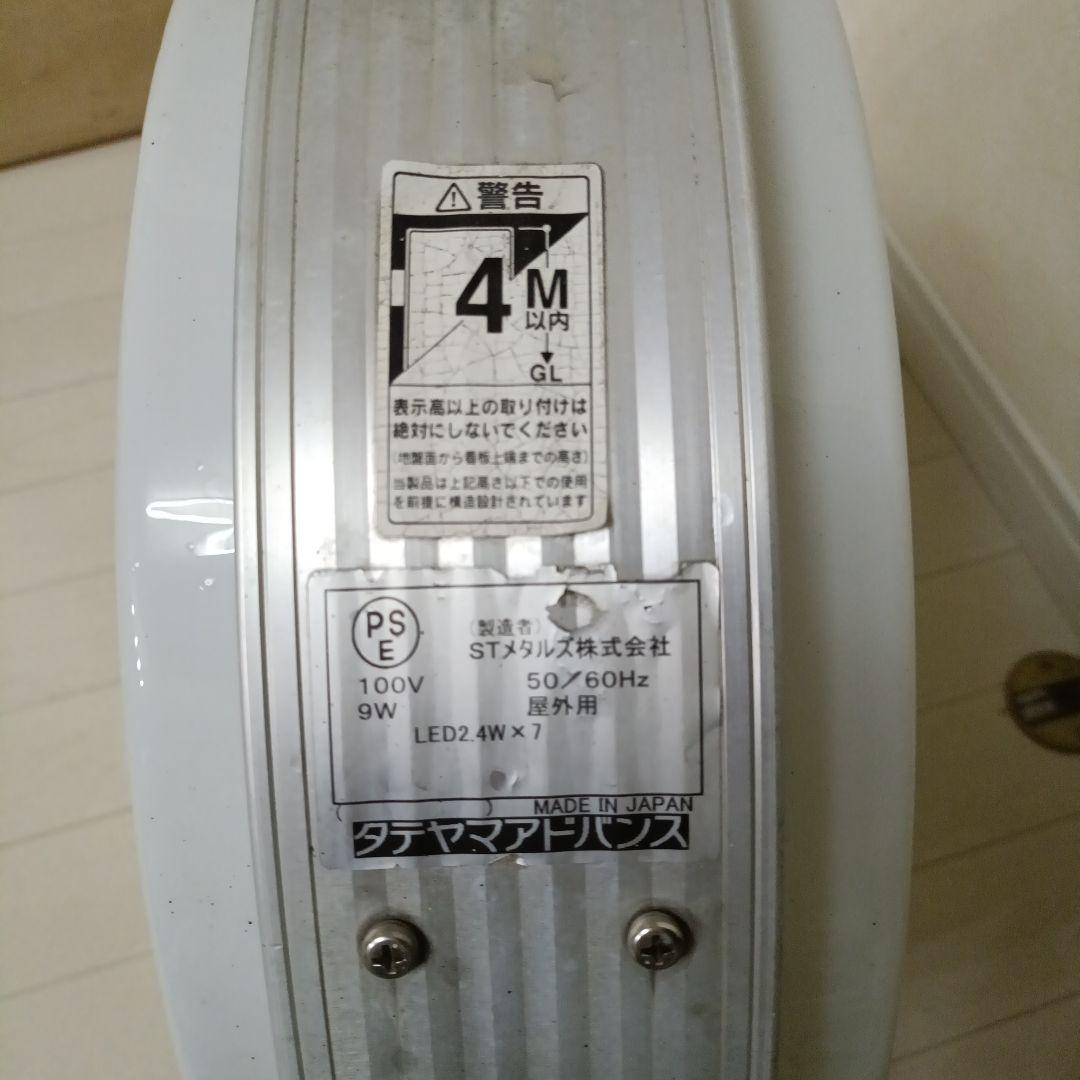 警告
4 M
以内
GL
表示高以上の取り付けは
絶対にしないでください
(地盤面から看板上端までの高さ)
当製品は上記高さ以下での使用
を前提に構造設計されています
PS
E
(製造者)
STメタルズ株式会社
100V 50/60Hz
9W 屋外用
LED2.4W×7
MADE IN JAPAN
タテヤマアドバンス